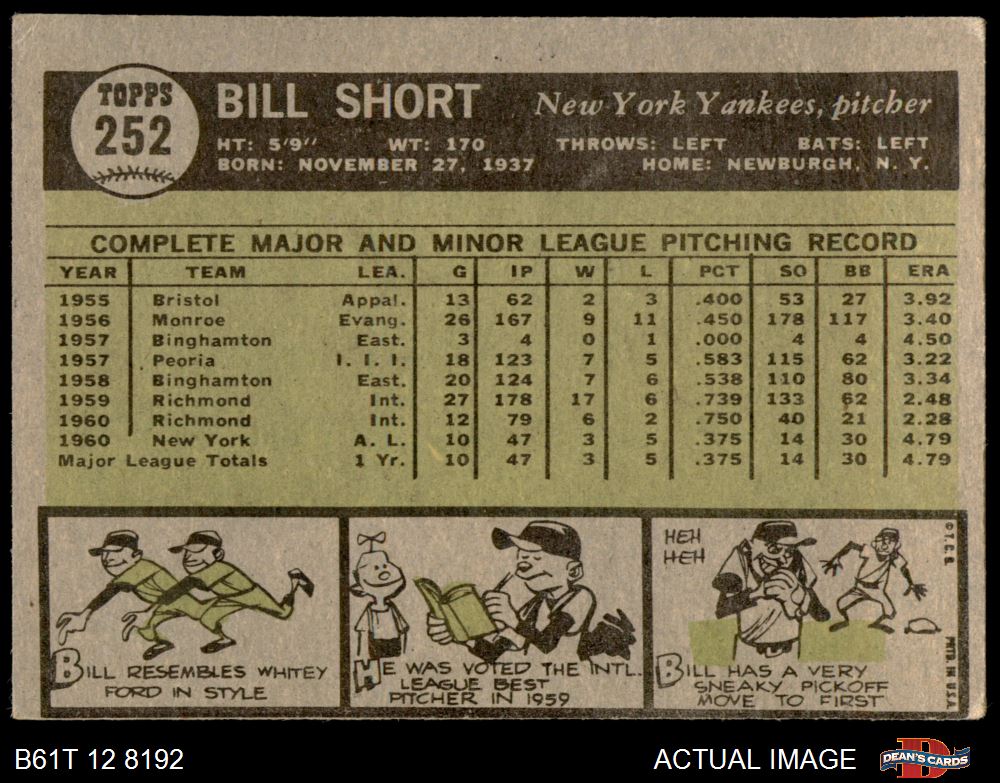 TOPPS
252
BILL SHORT New York Yankees, pitcher
HT: 5'9" WT: 170 THROWS: LEFT BATS: LEFT
BORN: NOVEMBER 27, 1937 HOME: NEWBURGH, N. Y.
COMPLETE MAJOR AND MINOR LEAGUE PITCHING RECORD
YEAR TEAM LEA. G IP W L PCT SO BB ERA
1955 Bristol Appal. 13 62 2 3 .400 53 27 3.92
1956 Monroe Evang. 26 167 9 11 .450 178 117 3.40
1957 Binghamton East. 3 4 0 1 .000 4 4 4.50
1957 Peoria I. I. I. 18 123 7 5 .583 115 62 3.22
1958 Binghamton East. 20 124 7 6 .538 110 80 3.34
1959 Richmond Int. 27 178 17 6 .739 133 62 2.48
1960 Richmond Int. 12 79 6 2 .750 40 21 2.28
1960 New York A. L. 10 47 3 5 .375 14 30 4.79
Major League Totals 1 Yr. 10 47 3 5 .375 14 30 4.79
BILL RESEMBLES WHITEY
FORD IN STYLE
HE WAS VOTED THE INTL.
LEAGUE BEST
PITCHER IN 1959
HEH
HEH
BILL HAS A VERY
SNEAKY PICKOFF
MOVE TO FIRST
© T. C. G.
PRTD. IN U.S.A.
B61T 12 8192
ACTUAL IMAGE
DEAN'S CARDS